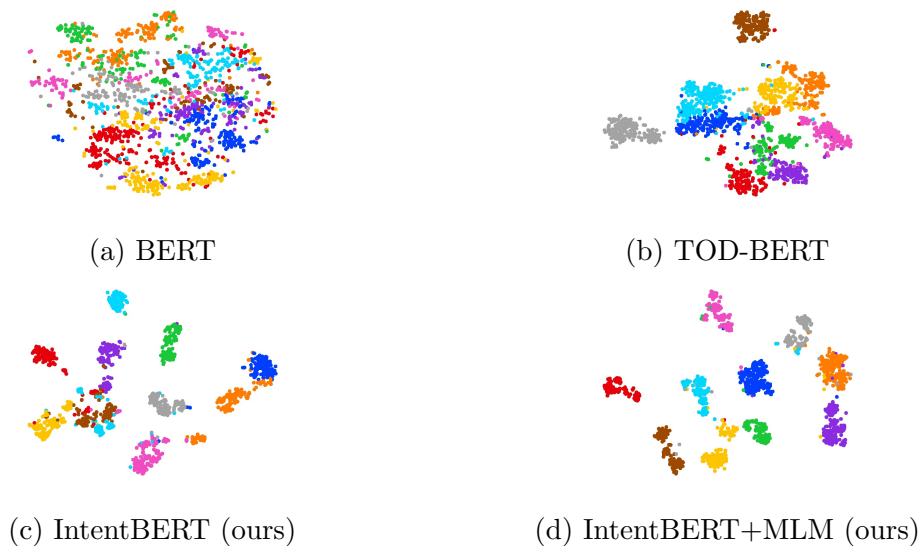 (a) BERT
(b) TOD-BERT
(c) IntentBERT (ours)
(d) IntentBERT+MLM (ours)